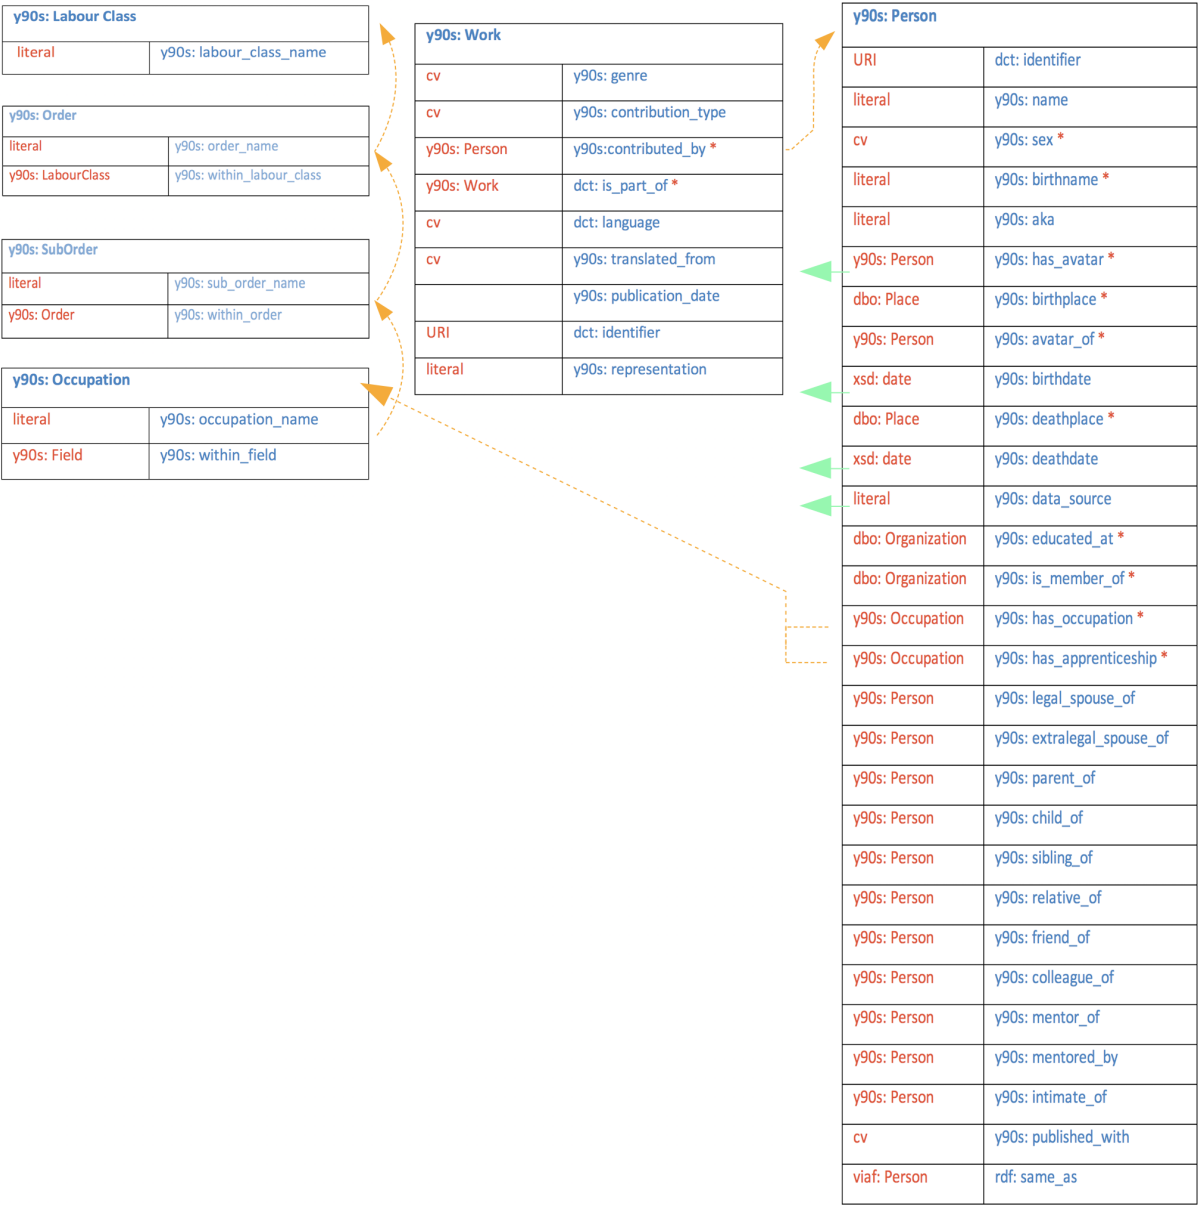 y90s: Labour Class
literal y90s: labour_class_name
y90s: Order
literal y90s: order_name
y90s: LabourClass y90s: within_labour_class
y90s: SubOrder
literal y90s: sub_order_name
y90s: Order y90s: within_order
y90s: Occupation
literal y90s: occupation_name
y90s: Field y90s: within_field
y90s: Work
cv y90s: genre
cv y90s: contribution_type
y90s: Person y90s:contributed_by *
y90s: Work dct: is_part_of *
cv dct: language
cv y90s: translated_from
y90s: publication_date
URI dct: identifier
literal y90s: representation
y90s: Person
URI dct: identifier
literal y90s: name
cv y90s: sex *
literal y90s: birthname *
literal y90s: aka
y90s: Person y90s: has_avatar *
dbo: Place y90s: birthplace *
y90s: Person y90s: avatar_of *
xsd: date y90s: birthdate
dbo: Place y90s: deathplace *
xsd: date y90s: deathdate
literal y90s: data_source
dbo: Organization y90s: educated_at *
dbo: Organization y90s: is_member_of *
y90s: Occupation y90s: has_occupation *
y90s: Occupation y90s: has_apprenticeship *
y90s: Person y90s: legal_spouse_of
y90s: Person y90s: extralegal_spouse_of
y90s: Person y90s: parent_of
y90s: Person y90s: child_of
y90s: Person y90s: sibling_of
y90s: Person y90s: relative_of
y90s: Person y90s: friend_of
y90s: Person y90s: colleague_of
y90s: Person y90s: mentor_of
y90s: Person y90s: mentored_by
y90s: Person y90s: intimate_of
cv y90s: published_with
viaf: Person rdf: same_as